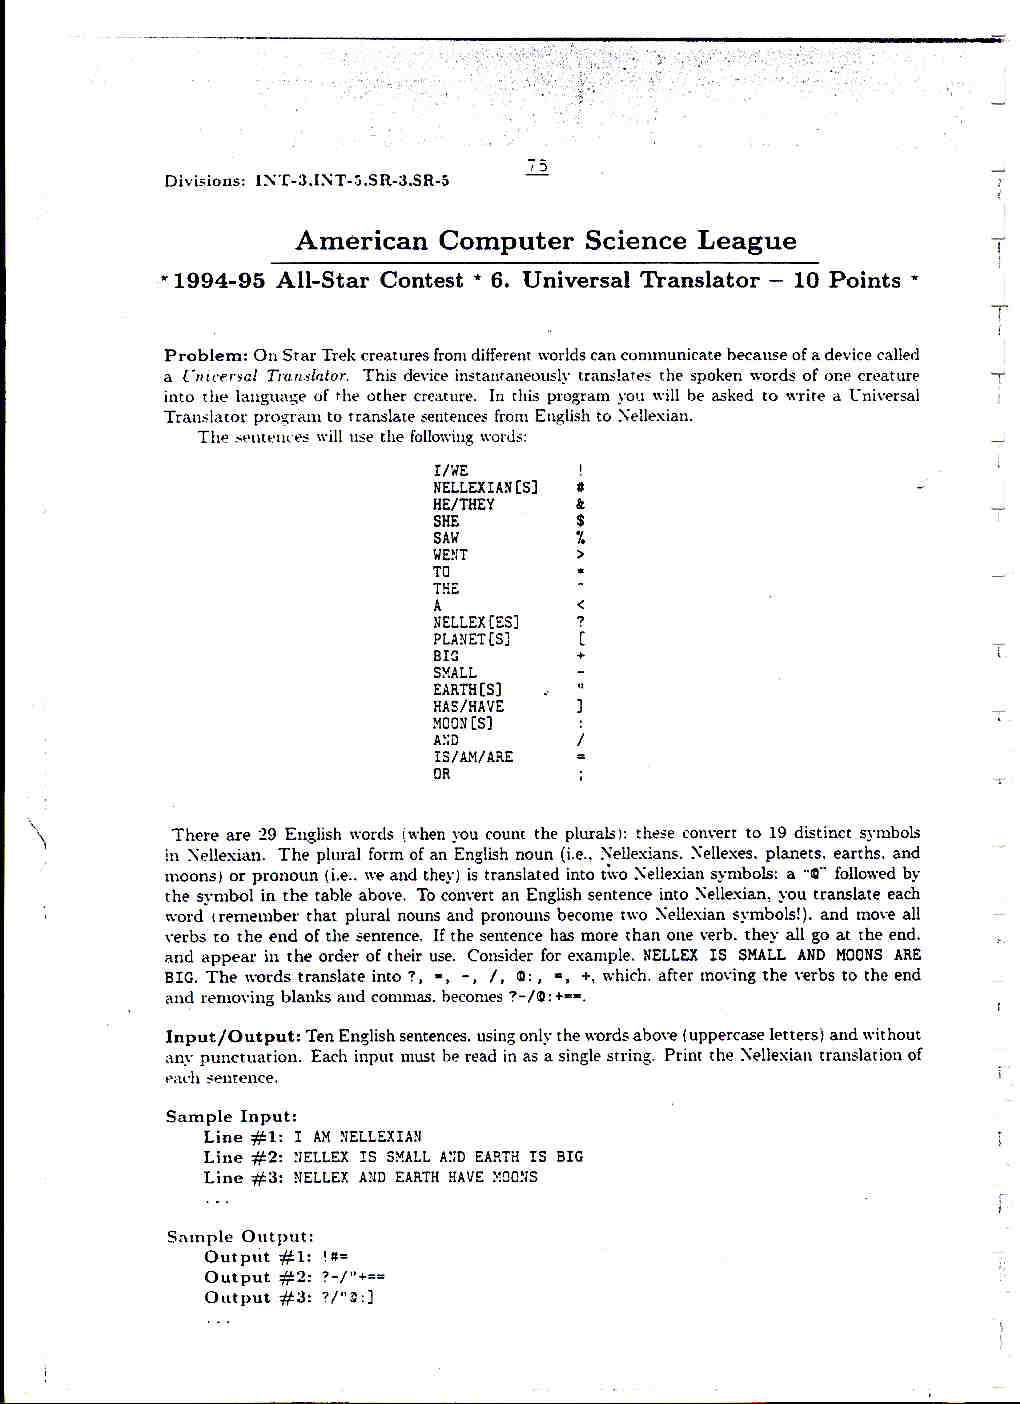 75
Divisions: INT-3,INT-5,SR-3,SR-5
American Computer Science League
* 1994-95 All-Star Contest * 6. Universal Translator – 10 Points *
Problem: On Star Trek creatures from different worlds can communicate because of a device called
a Universal Translator. This device instantaneously translates the spoken words of one creature
into the language of the other creature. In this program you will be asked to write a Universal
Translator program to translate sentences from English to Nellexian.
The sentences will use the following words:
I/WE !
NELLEXIAN[S] #
HE/THEY &
SHE $
SAW %
WENT >
TO *
THE
A <
NELLEX[ES] ?
PLANET[S] [
BIG +
SMALL -
EARTH[S] "
HAS/HAVE ]
MOON[S] :
AND /
IS/AM/ARE =
OR ;
There are 29 English words (when you count the plurals): these convert to 19 distinct symbols
in Nellexian. The plural form of an English noun (i.e., Nellexians, Nellexes, planets, earths, and
moons) or pronoun (i.e.. we and they) is translated into two Nellexian symbols: a "@" followed by
the symbol in the table above. To convert an English sentence into Nellexian, you translate each
word (remember that plural nouns and pronouns become two Nellexian symbols!), and move all
verbs to the end of the sentence. If the sentence has more than one verb, they all go at the end,
and appear in the order of their use. Consider for example. NELLEX IS SMALL AND MOONS ARE
BIG. The words translate into ?, =, -, /, @:, =, +, which, after moving the verbs to the end
and removing blanks and commas, becomes ?-/@:+==.
Input/Output: Ten English sentences, using only the words above (uppercase letters) and without
any punctuation. Each input must be read in as a single string. Print the Nellexian translation of
each sentence.
Sample Input:
Line #1: I AM NELLEXIAN
Line #2: NELLEX IS SMALL AND EARTH IS BIG
Line #3: NELLEX AND EARTH HAVE MOONS
...
Sample Output:
Output #1: !#=
Output #2: ?-/"+==
Output #3: ?/"@:]
...